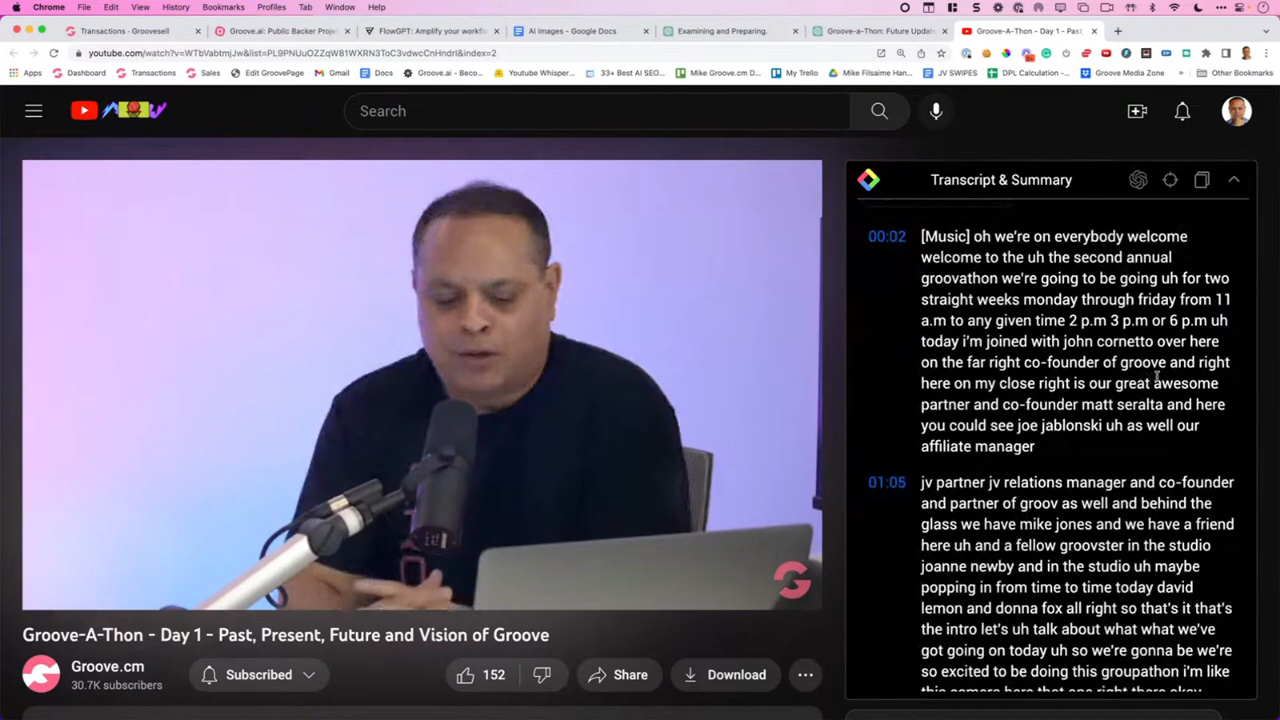 Chrome File Edit View History Bookmarks Profiles Tab Window Help
Transactions - Groovesell
Groove.ai: Public Backer Proje
FlowGPT: Amplify your workflo
AI Images - Google Docs
Examining and Preparing.
Groove-a-Thon: Future Updat
Groove-A-Thon - Day 1 - Past,
youtube.com/watch?v=WTbVabtmjJw&list=PL9PNUuOZZqW81WXRN3ToC3vdwcCnHndrI&index=2
Apps Dashboard Transactions Sales Edit GroovePage Gmail Docs Groove.ai - Beco... Youtube Whisper... 33+ Best AI SEO... Mike Groove.cm D... My Trello Mike Filsaime Han... JV SWIPES DPL Calculation -... Groove Media Zone » Other Bookmarks
Search
Transcript & Summary
00:02 [Music] oh we're on everybody welcome
welcome to the uh the second annual
groovathon we're going to be going uh for two
straight weeks monday through friday from 11
a.m to any given time 2 p.m 3 p.m or 6 p.m uh
today i'm joined with john cornetto over here
on the far right co-founder of groove and right
here on my close right is our great awesome
partner and co-founder matt seralta and here
you could see joe jablonski uh as well our
affiliate manager
01:05 jv partner jv relations manager and co-founder
and partner of groov as well and behind the
glass we have mike jones and we have a friend
here uh and a fellow groovster in the studio
joanne newby and in the studio uh maybe
popping in from time to time today david
lemon and donna fox all right so that's it that's
the intro let's uh talk about what what we've
got going on today uh so we're gonna be we're
so excited to be doing this groupathon i'm like
this camera here that one right there okay
Groove-A-Thon - Day 1 - Past, Present, Future and Vision of Groove
Groove.cm
30.7K subscribers
Subscribed
152
Share
Download